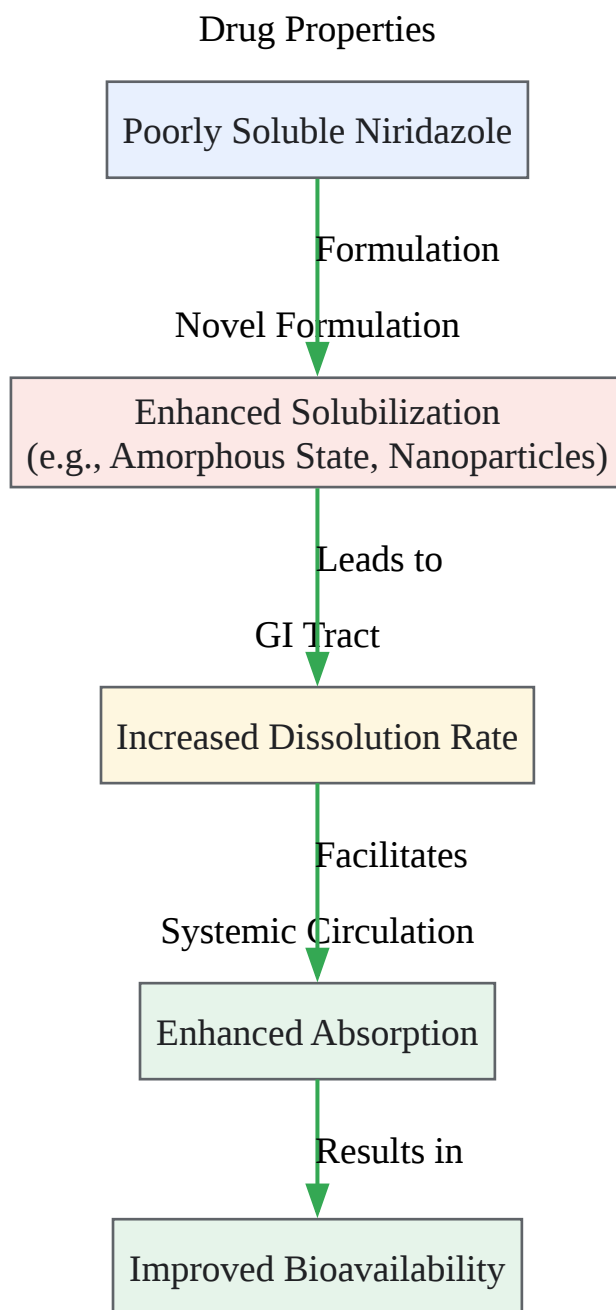 Drug Properties
Poorly Soluble Niridazole
Formulation
Novel Formulation
Enhanced Solubilization
(e.g., Amorphous State, Nanoparticles)
Leads to
GI Tract
Increased Dissolution Rate
Facilitates
Systemic Circulation
Enhanced Absorption
Results in
Improved Bioavailability